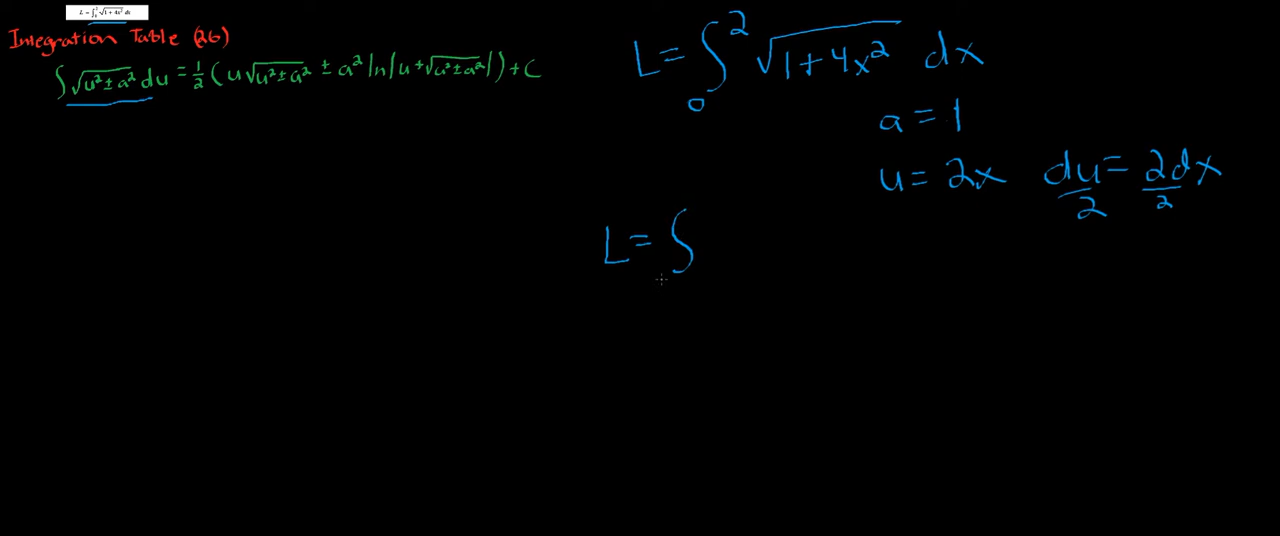 L = ∫₀² √(1 + 4x²) dx
Integration Table (26)
∫ √(u² ± a²) du = 1/2 (u √(u² ± a²) ± a² ln|u + √(u² ± a²)|) + C
L = ∫₀² √(1 + 4x²) dx
a = 1
u = 2x du/2 = 2dx/2
L = ∫